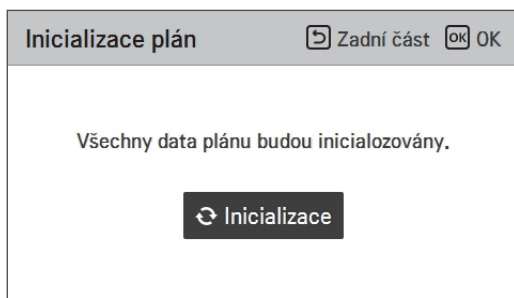 Inicializace plán Zadní část OK OK
Všechny data plánu budou inicialozovány.
Inicializace